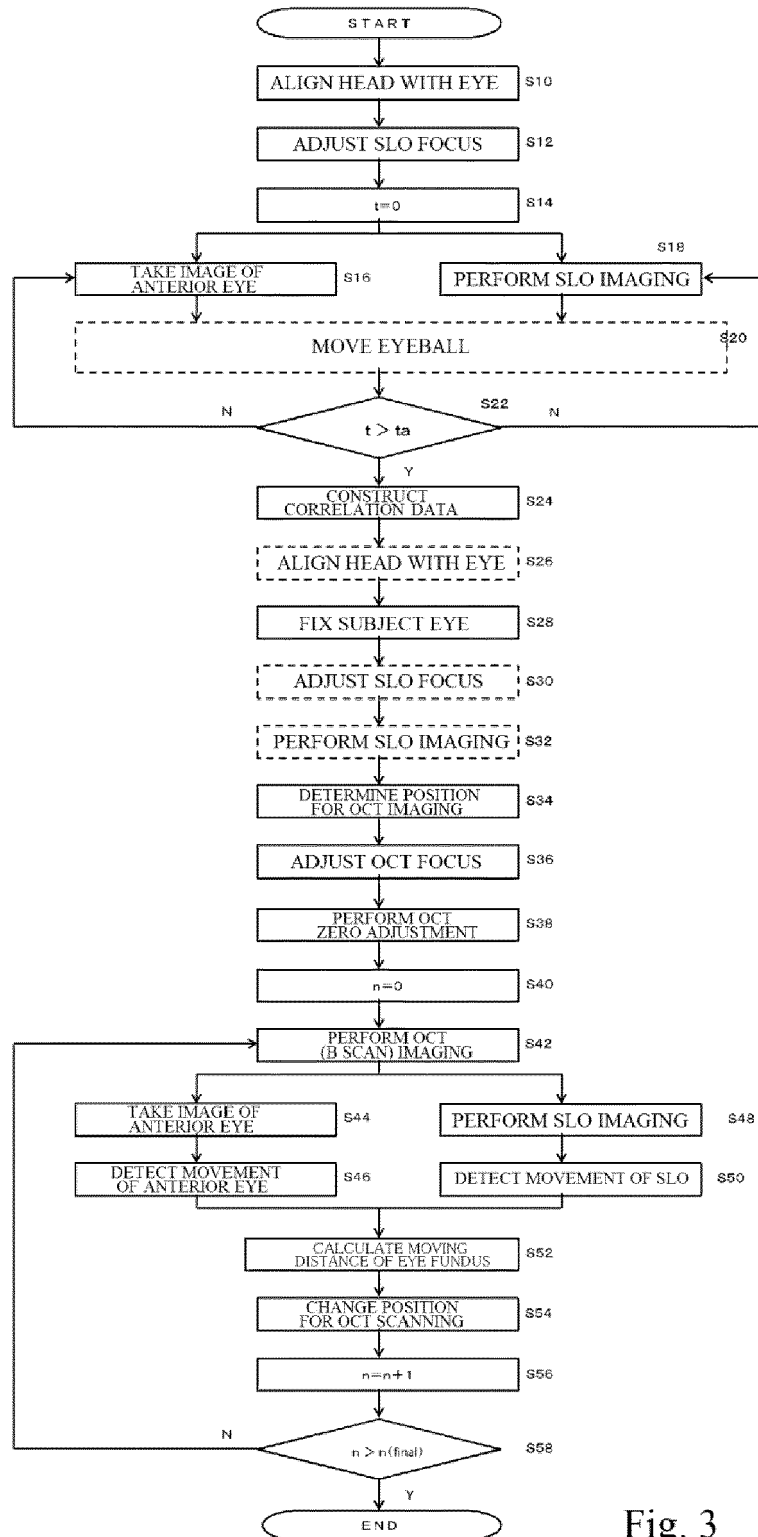 START
ALIGN HEAD WITH EYE S10
ADJUST SLO FOCUS S12
t=0 S14
TAKE IMAGE OF
ANTERIOR EYE S16
S18
PERFORM SLO IMAGING
MOVE EYEBALL S20
N t > ta S22 N
Y
CONSTRUCT
CORRELATION DATA S24
ALIGN HEAD WITH EYE S26
FIX SUBJECT EYE S28
ADJUST SLO FOCUS S30
PERFORM SLO IMAGING S32
DETERMINE POSITION
FOR OCT IMAGING S34
ADJUST OCT FOCUS S36
PERFORM OCT
ZERO ADJUSTMENT S38
n=0 S40
PERFORM OCT
(B SCAN) IMAGING S42
TAKE IMAGE OF
ANTERIOR EYE S44
PERFORM SLO IMAGING S48
DETECT MOVEMENT
OF ANTERIOR EYE S46
DETECT MOVEMENT OF SLO S50
CALCULATE MOVING
DISTANCE OF EYE FUNDUS S52
CHANGE POSITION
FOR OCT SCANNING S54
n=n+1 S56
N n > n(final) S58
Y
END
Fig. 3